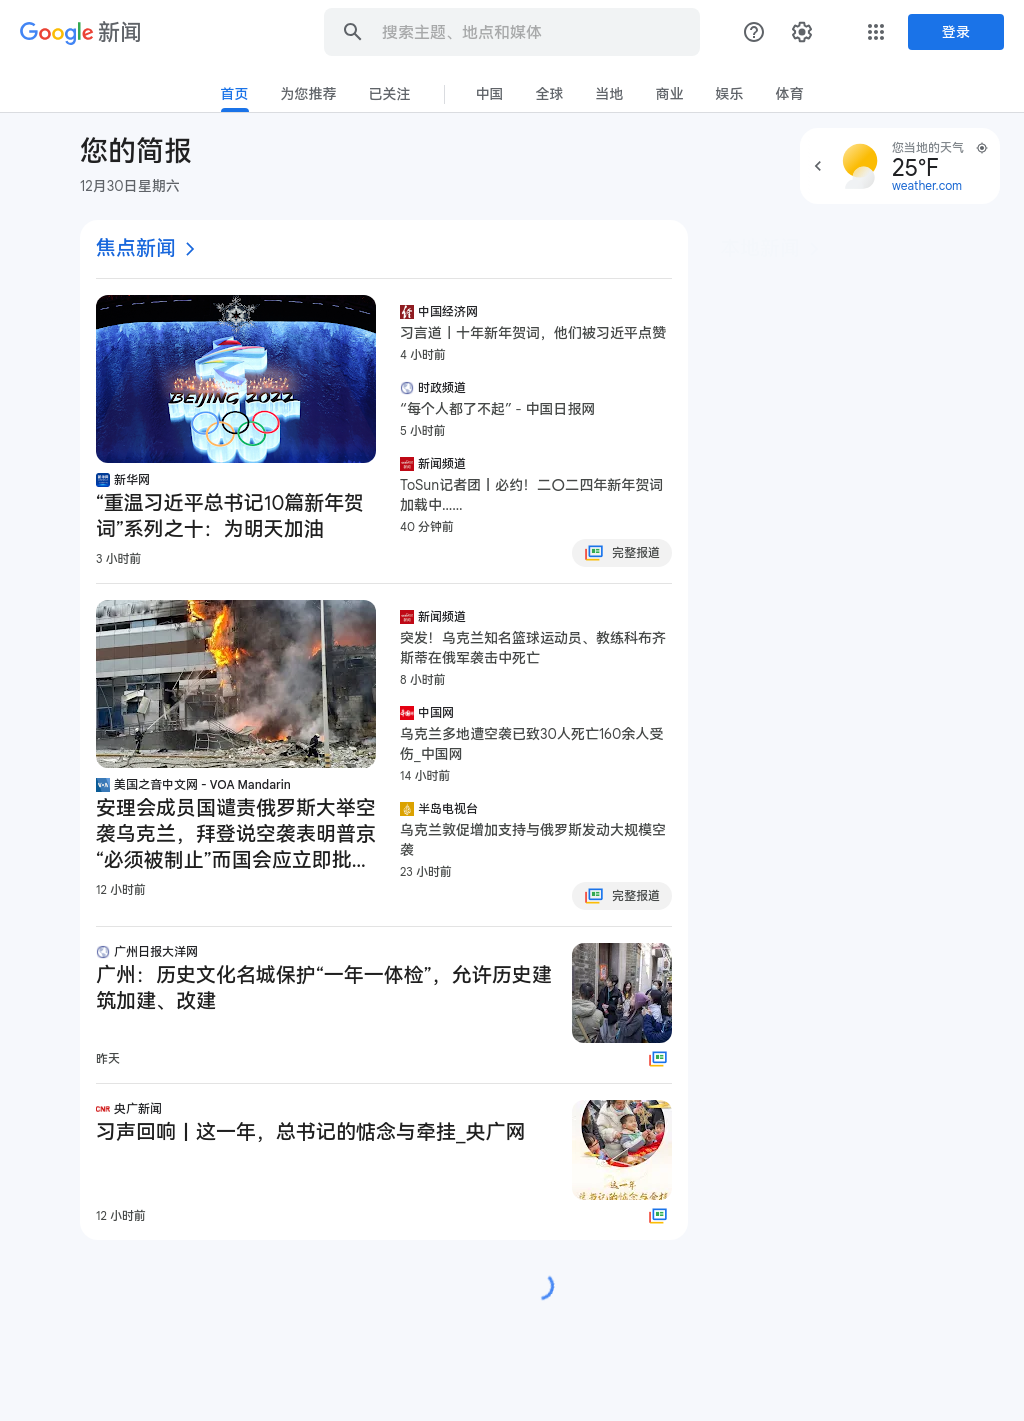 Google 新闻
搜索主题、地点和媒体
登录
首页 为您推荐 已关注 中国 全球 当地 商业 娱乐 体育
您的简报
12月30日星期六
您当地的天气
25°F
weather.com
焦点新闻
BEIJING 2022
新华网
“重温习近平总书记10篇新年贺
词”系列之十：为明天加油
3 小时前
中国经济网
习言道丨十年新年贺词，他们被习近平点赞
4 小时前
时政频道
“每个人都了不起” - 中国日报网
5 小时前
新闻频道
ToSun记者团丨必约！二〇二四年新年贺词
加载中……
40 分钟前
完整报道
VOA
美国之音中文网 - VOA Mandarin
安理会成员国谴责俄罗斯大举空
袭乌克兰，拜登说空袭表明普京
“必须被制止”而国会应立即批...
12 小时前
新闻频道
突发！乌克兰知名篮球运动员、教练科布齐
斯蒂在俄军袭击中死亡
8 小时前
中国网
乌克兰多地遭空袭已致30人死亡160余人受
伤_中国网
14 小时前
半岛电视台
乌克兰敦促增加支持与俄罗斯发动大规模空
袭
23 小时前
完整报道
广州日报大洋网
广州：历史文化名城保护“一年一体检”，允许历史建
筑加建、改建
昨天
CNR
央广新闻
习声回响丨这一年，总书记的惦念与牵挂_央广网
这一年
总书记的惦念与牵挂
12 小时前